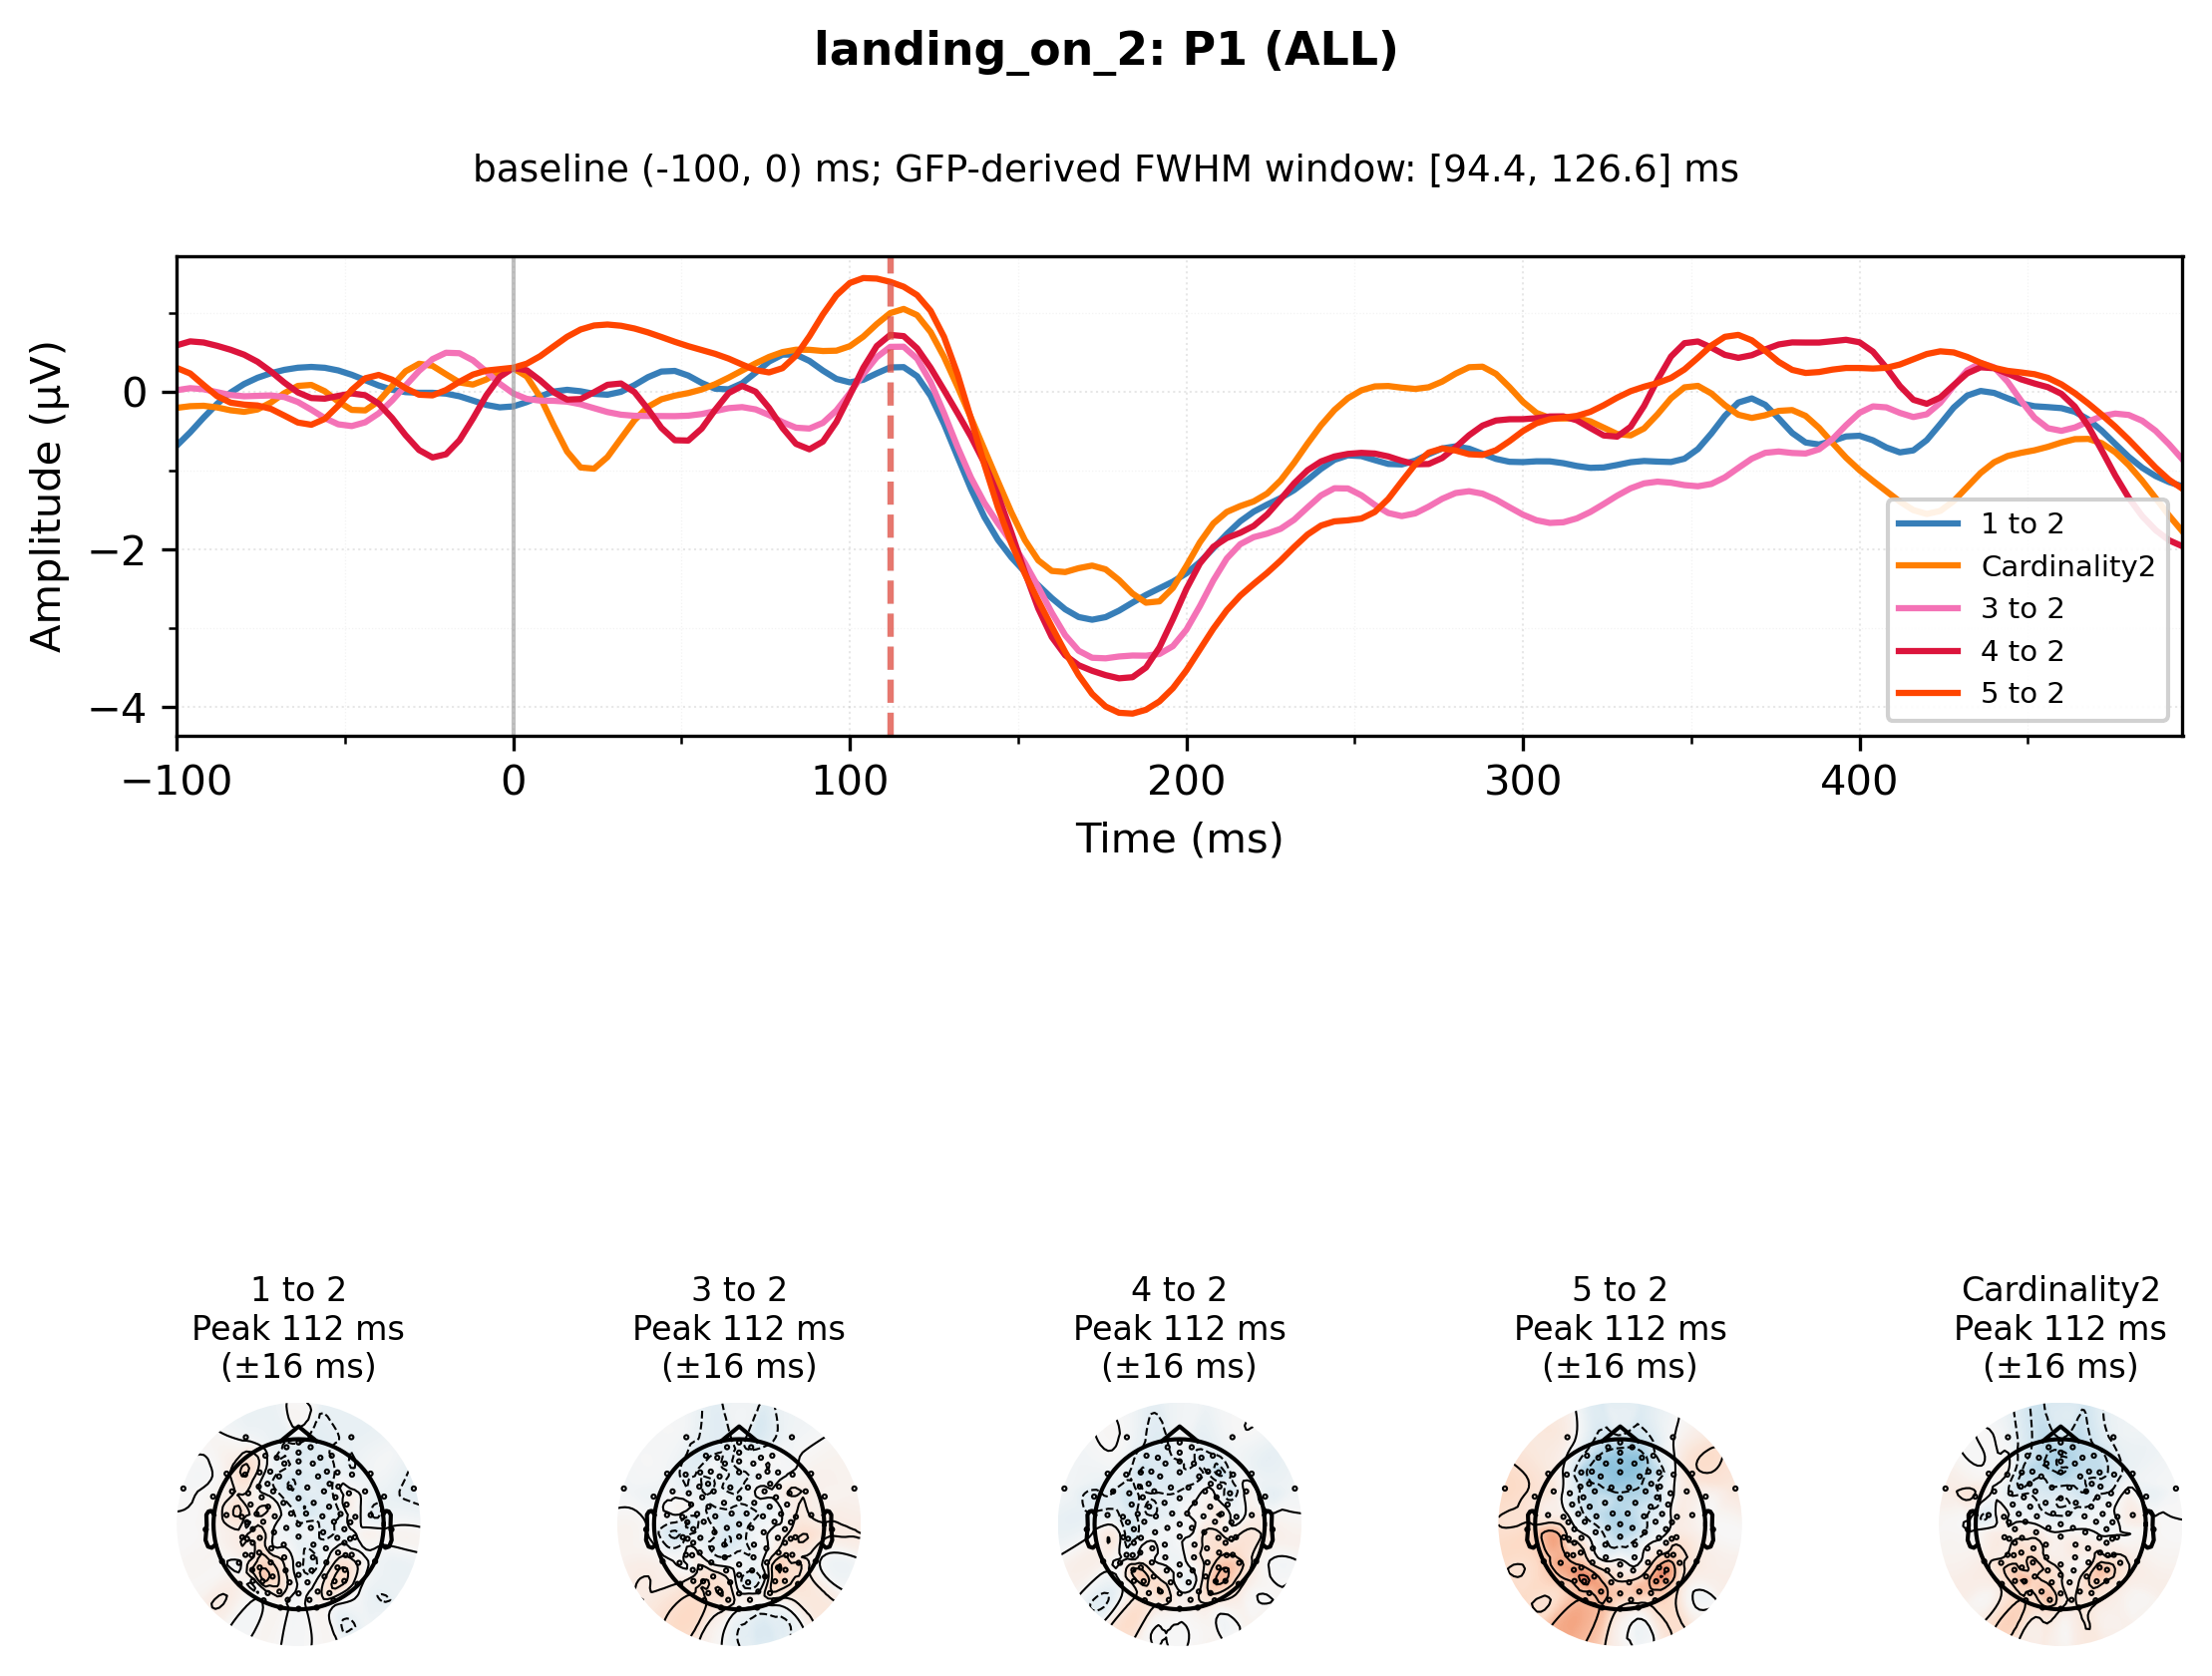 landing_on_2: P1 (ALL)
baseline (-100, 0) ms; GFP-derived FWHM window: [94.4, 126.6] ms
Amplitude (µV)
0
−2
−4
−100
0
100
200
300
400
Time (ms)
1 to 2
Cardinality2
3 to 2
4 to 2
5 to 2
1 to 2
Peak 112 ms
(±16 ms)
3 to 2
Peak 112 ms
(±16 ms)
4 to 2
Peak 112 ms
(±16 ms)
5 to 2
Peak 112 ms
(±16 ms)
Cardinality2
Peak 112 ms
(±16 ms)